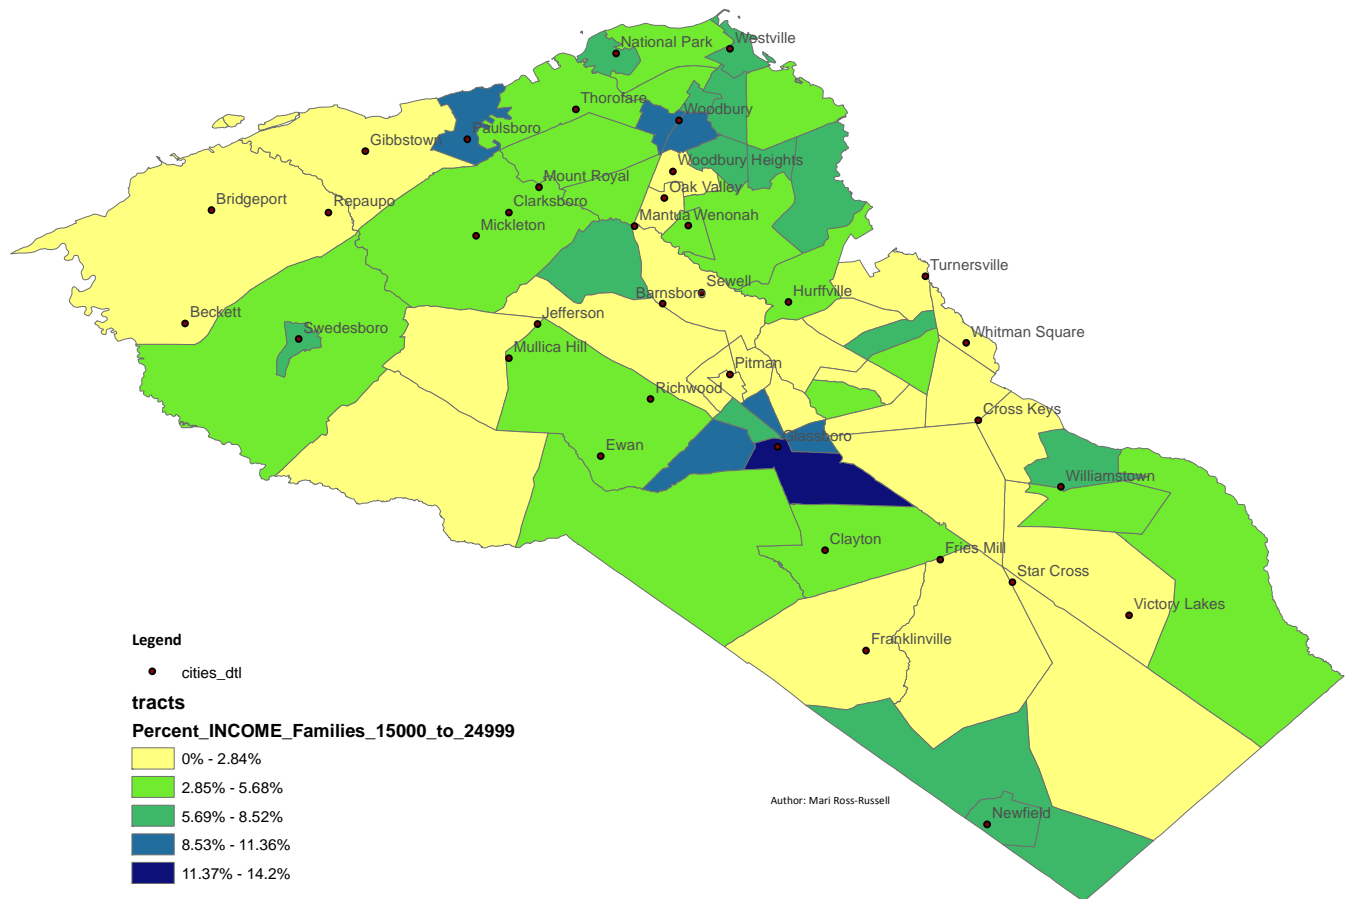 Westville
National Park
Thorofare
Woodbury
Paulsboro
Gibbstown
Woodbury Heights
Mount Royal
Oak Valley
Bridgeport
Repaupo
Clarksboro
Mantua
Wenonah
Mickleton
Turnersville
Sewell
Hurffville
Barnsboro
Beckett
Jefferson
Swedesboro
Whitman Square
Mullica Hill
Pitman
Richwood
Cross Keys
Glassboro
Ewan
Williamstown
Clayton
Fries Mill
Star Cross
Victory Lakes
Franklinville
Newfield
Legend
cities_dtl
tracts
Percent_INCOME_Families_15000_to_24999
0% - 2.84%
2.85% - 5.68%
5.69% - 8.52%
8.53% - 11.36%
11.37% - 14.2%
Author: Mari Ross-Russell